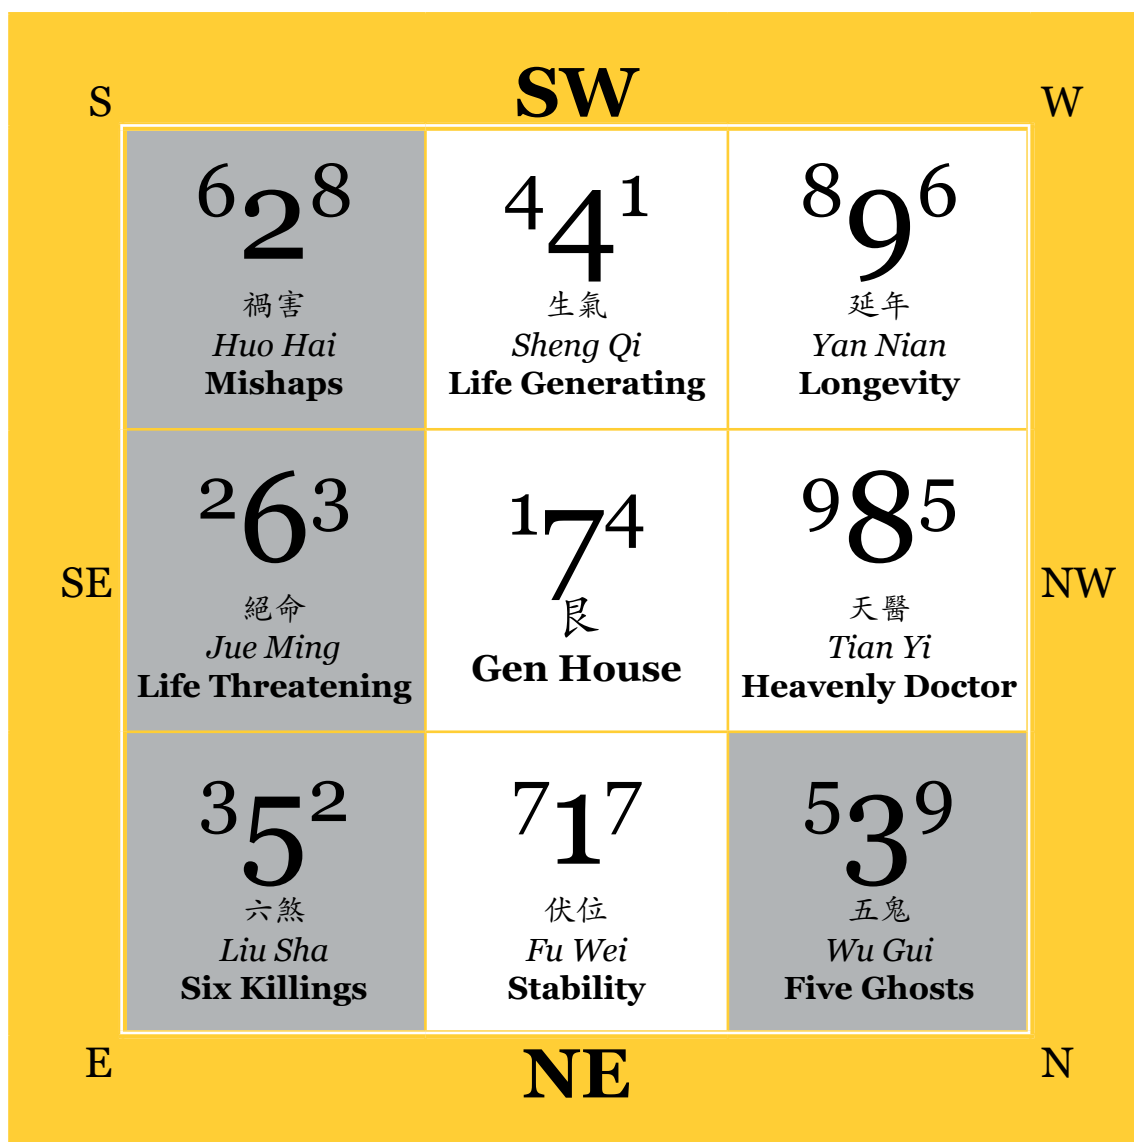 SW
S
W
6 2 8
禍害
Huo Hai
Mishaps
4 4 1
生氣
Sheng Qi
Life Generating
8 9 6
延年
Yan Nian
Longevity
SE
2 6 3
絕命
Jue Ming
Life Threatening
1 7 4
艮
Gen House
9 8 5
天醫
Tian Yi
Heavenly Doctor
NW
3 5 2
六煞
Liu Sha
Six Killings
7 1 7
伏位
Fu Wei
Stability
5 3 9
五鬼
Wu Gui
Five Ghosts
E
NE
N